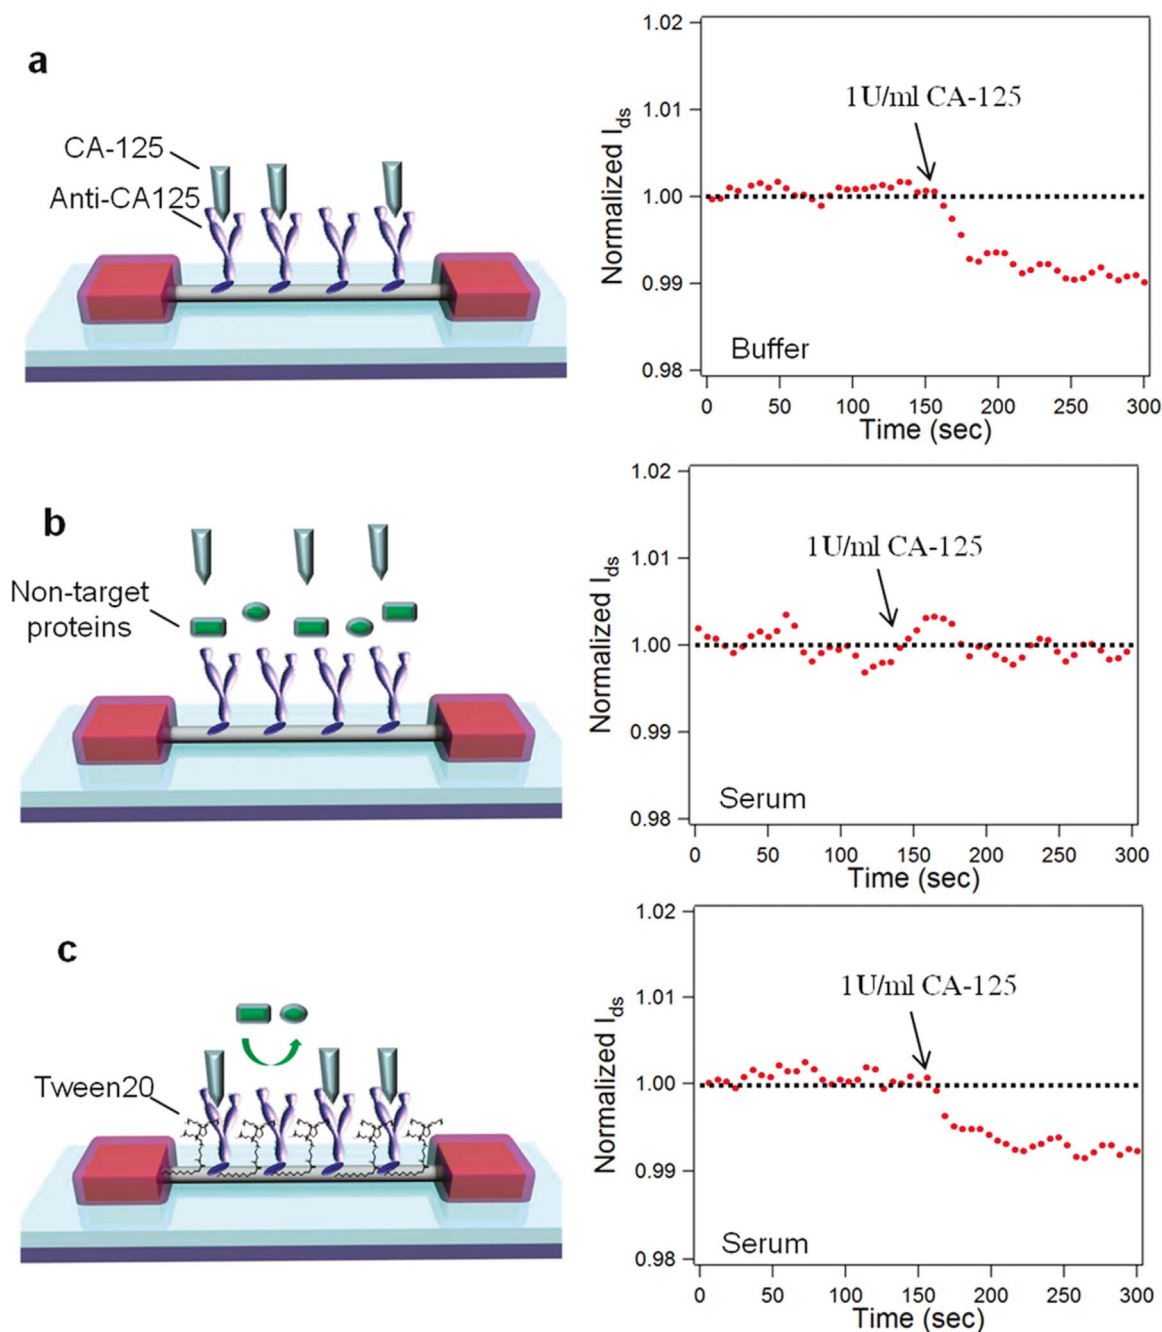 a
CA-125
Anti-CA125
1.02
1.01
1.00
0.99
0.98
Normalized Ids
1U/ml CA-125
Buffer
0 50 100 150 200 250 300
Time (sec)
b
Non-target
proteins
1.02
1.01
1.00
0.99
0.98
Normalized Ids
1U/ml CA-125
Serum
0 50 100 150 200 250 300
Time (sec)
c
Tween20
1.02
1.01
1.00
0.99
0.98
Normalized Ids
1U/ml CA-125
Serum
0 50 100 150 200 250 300
Time (sec)